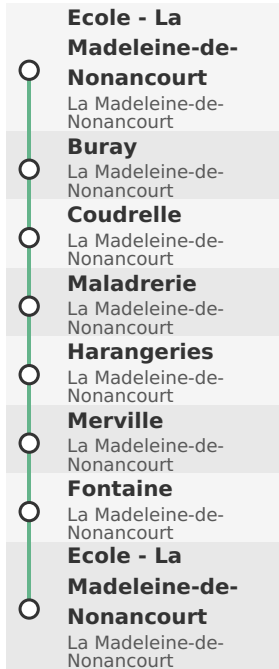 Ecole - La
Madeleine-de-
Nonancourt
La Madeleine-de-
Nonancourt
Buray
La Madeleine-de-
Nonancourt
Coudrelle
La Madeleine-de-
Nonancourt
Maladrerie
La Madeleine-de-
Nonancourt
Harangeries
La Madeleine-de-
Nonancourt
Merville
La Madeleine-de-
Nonancourt
Fontaine
La Madeleine-de-
Nonancourt
Ecole - La
Madeleine-de-
Nonancourt
La Madeleine-de-
Nonancourt